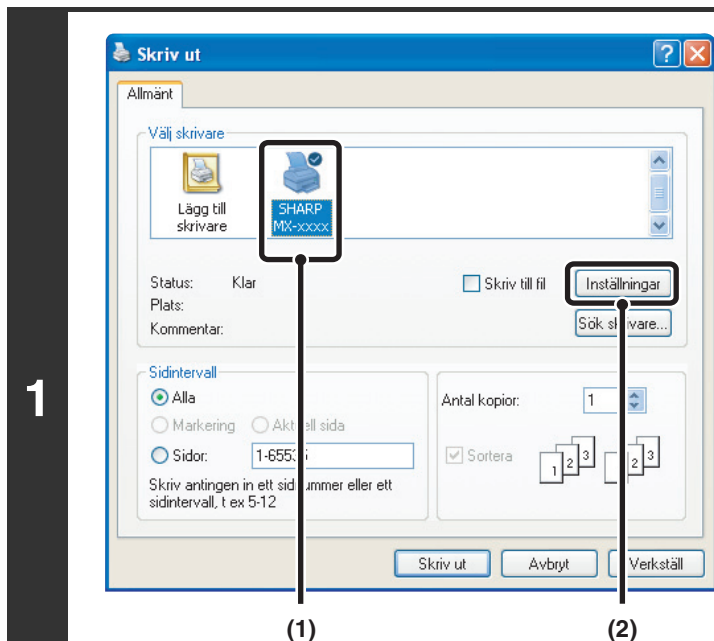 1
Skriv ut
Allmänt
Välj skrivare
Lägg till
skrivare
SHARP
MX-xxxx
Status: Klar
Plats:
Kommentar:
Skriv till fil
Inställningar
Sök skrivare...
Sidintervall
Alla
Markering
Aktuell sida
Sidor: 1-65535
Skriv antingen in ett sidnummer eller ett
sidintervall, t ex 5-12
Antal kopior: 1
Sortera
1 2 3
2 3
Skriv ut
Avbryt
Verkställ
(1)
(2)